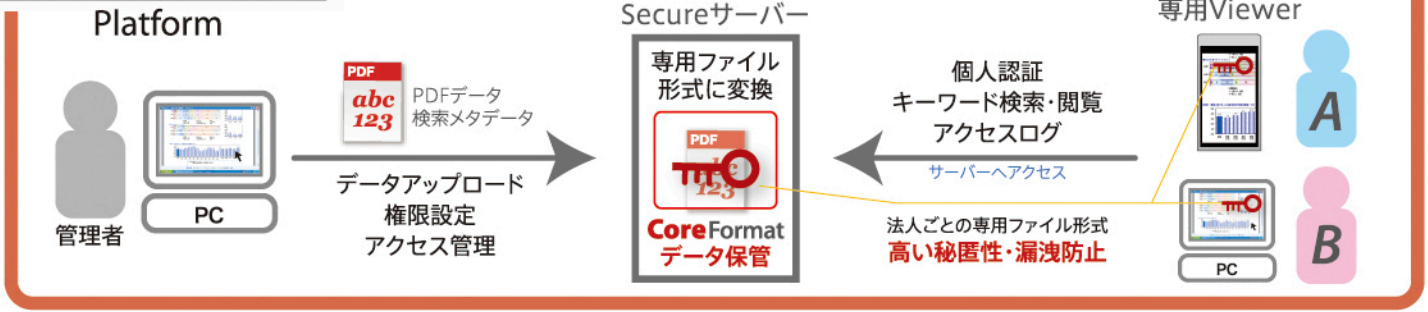 Platform
管理者
PC
PDF
abc
123
PDFデータ
検索メタデータ
データアップロード
権限設定
アクセス管理
Secureサーバー
専用ファイル
形式に変換
PDF
abc
123
CoreFormat
データ保管
個人認証
キーワード検索・閲覧
アクセスログ
サーバーへアクセス
法人ごとの専用ファイル形式
高い秘匿性・漏洩防止
専用Viewer
A
PC
B